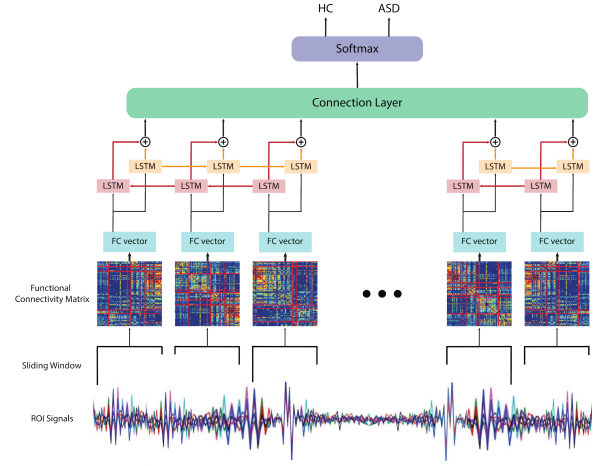 HC ASD
Softmax
Connection Layer
LSTM LSTM LSTM LSTM LSTM
LSTM LSTM LSTM LSTM LSTM
FC vector FC vector FC vector FC vector FC vector
Functional
Connectivity Matrix
Sliding Window
ROI Signals